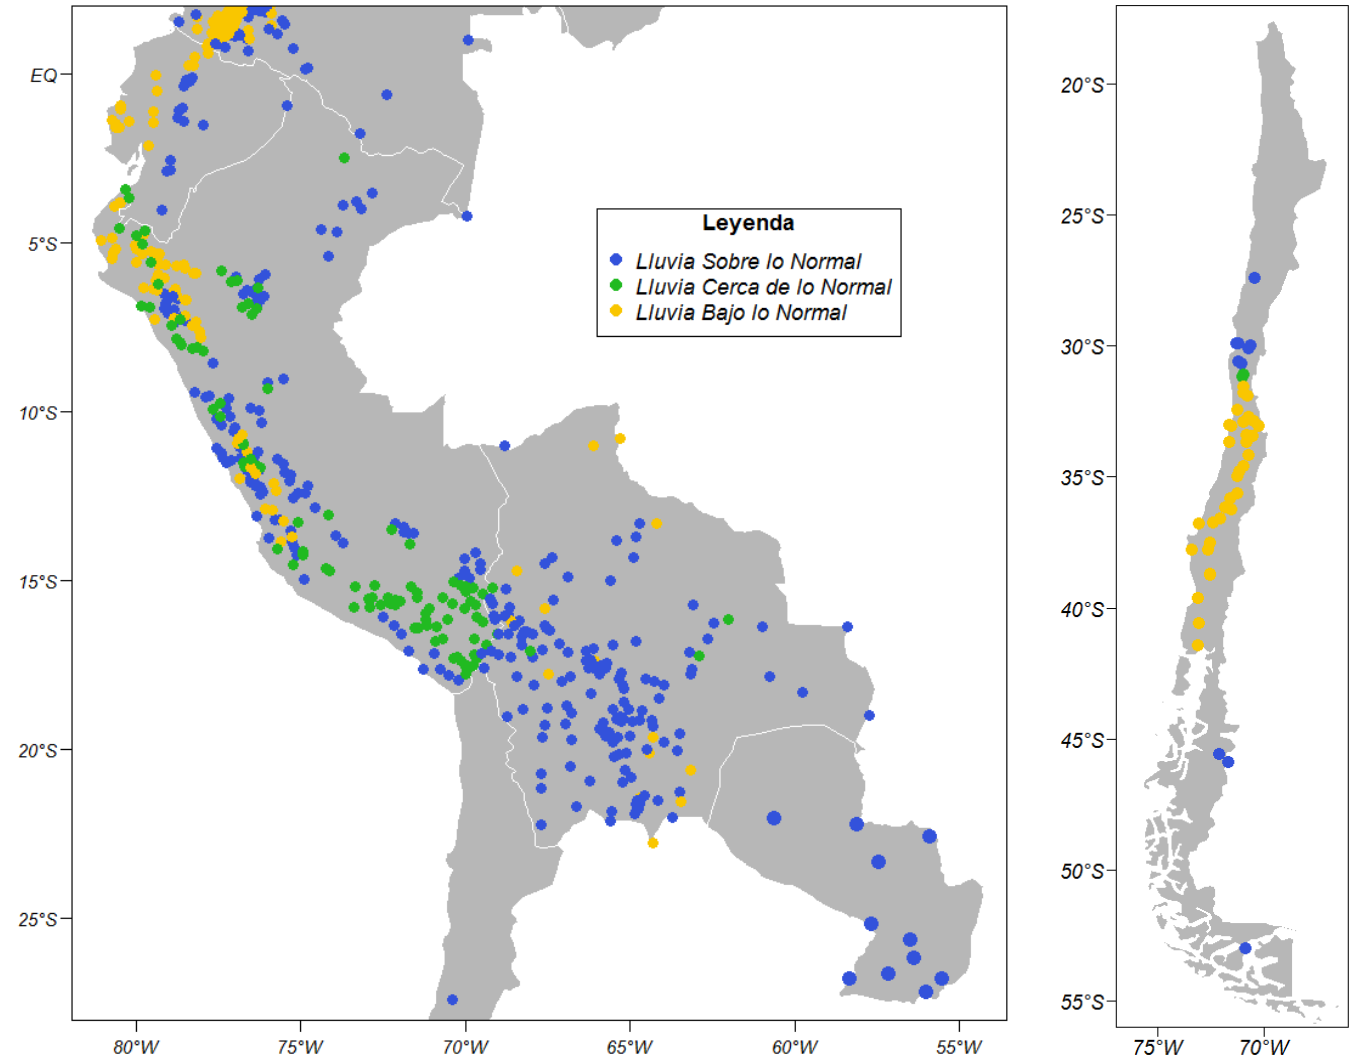 EQ
5°S
10°S
15°S
20°S
25°S
80°W
75°W
70°W
65°W
60°W
55°W
Leyenda
Lluvia Sobre lo Normal
Lluvia Cerca de lo Normal
Lluvia Bajo lo Normal
20°S
25°S
30°S
35°S
40°S
45°S
50°S
55°S
75°W
70°W